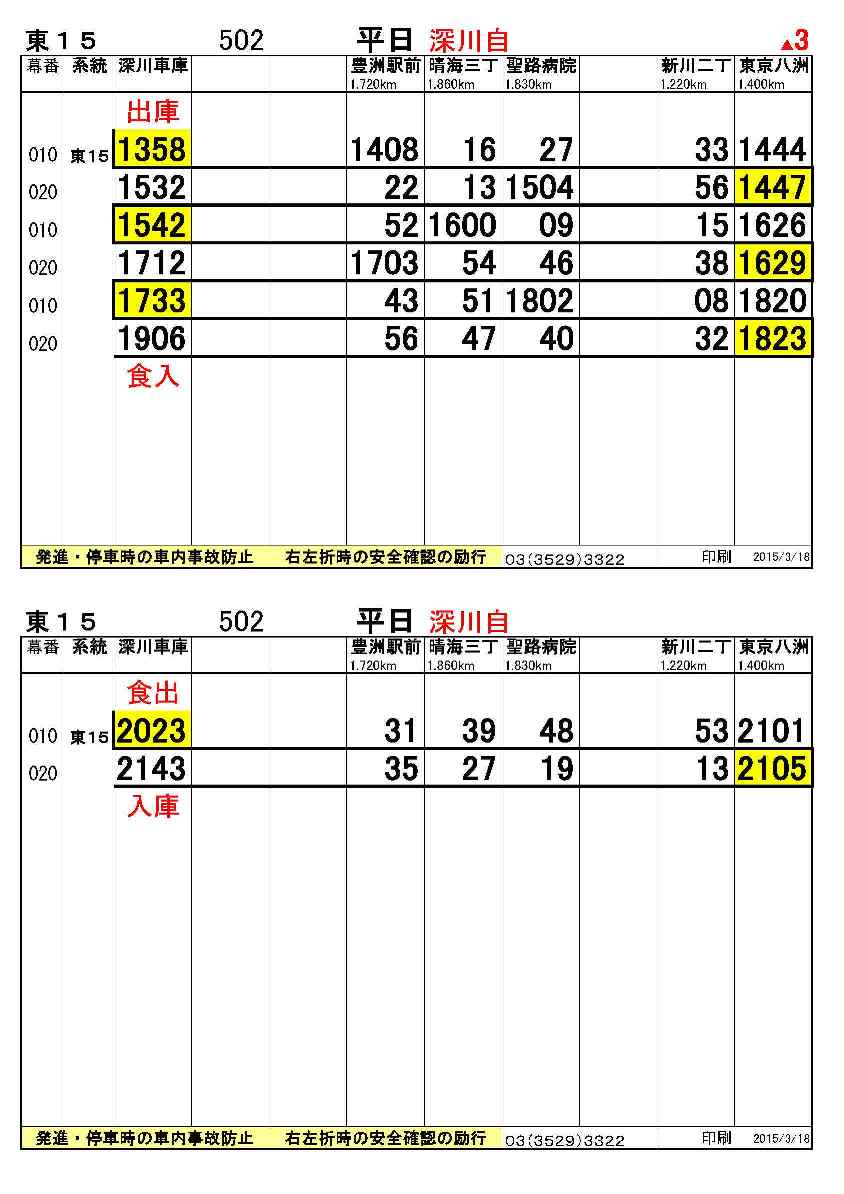 東１５ 502 平日 深川自 ▲3
幕番 系統 深川車庫 豊洲駅前 晴海三丁 聖路病院 新川二丁 東京八洲
1.720km 1.860km 1.830km 1.220km 1.400km
出庫
010 東15 1358 1408 16 27 33 1444
020 1532 22 13 1504 56 1447
010 1542 52 1600 09 15 1626
020 1712 1703 54 46 38 1629
010 1733 43 51 1802 08 1820
020 1906 56 47 40 32 1823
食入
発進・停車時の車内事故防止 右左折時の安全確認の励行 03(3529)3322 印刷 2015/3/18
東１５ 502 平日 深川自
幕番 系統 深川車庫 豊洲駅前 晴海三丁 聖路病院 新川二丁 東京八洲
1.720km 1.860km 1.830km 1.220km 1.400km
食出
010 東15 2023 31 39 48 53 2101
020 2143 35 27 19 13 2105
入庫
発進・停車時の車内事故防止 右左折時の安全確認の励行 03(3529)3322 印刷 2015/3/18